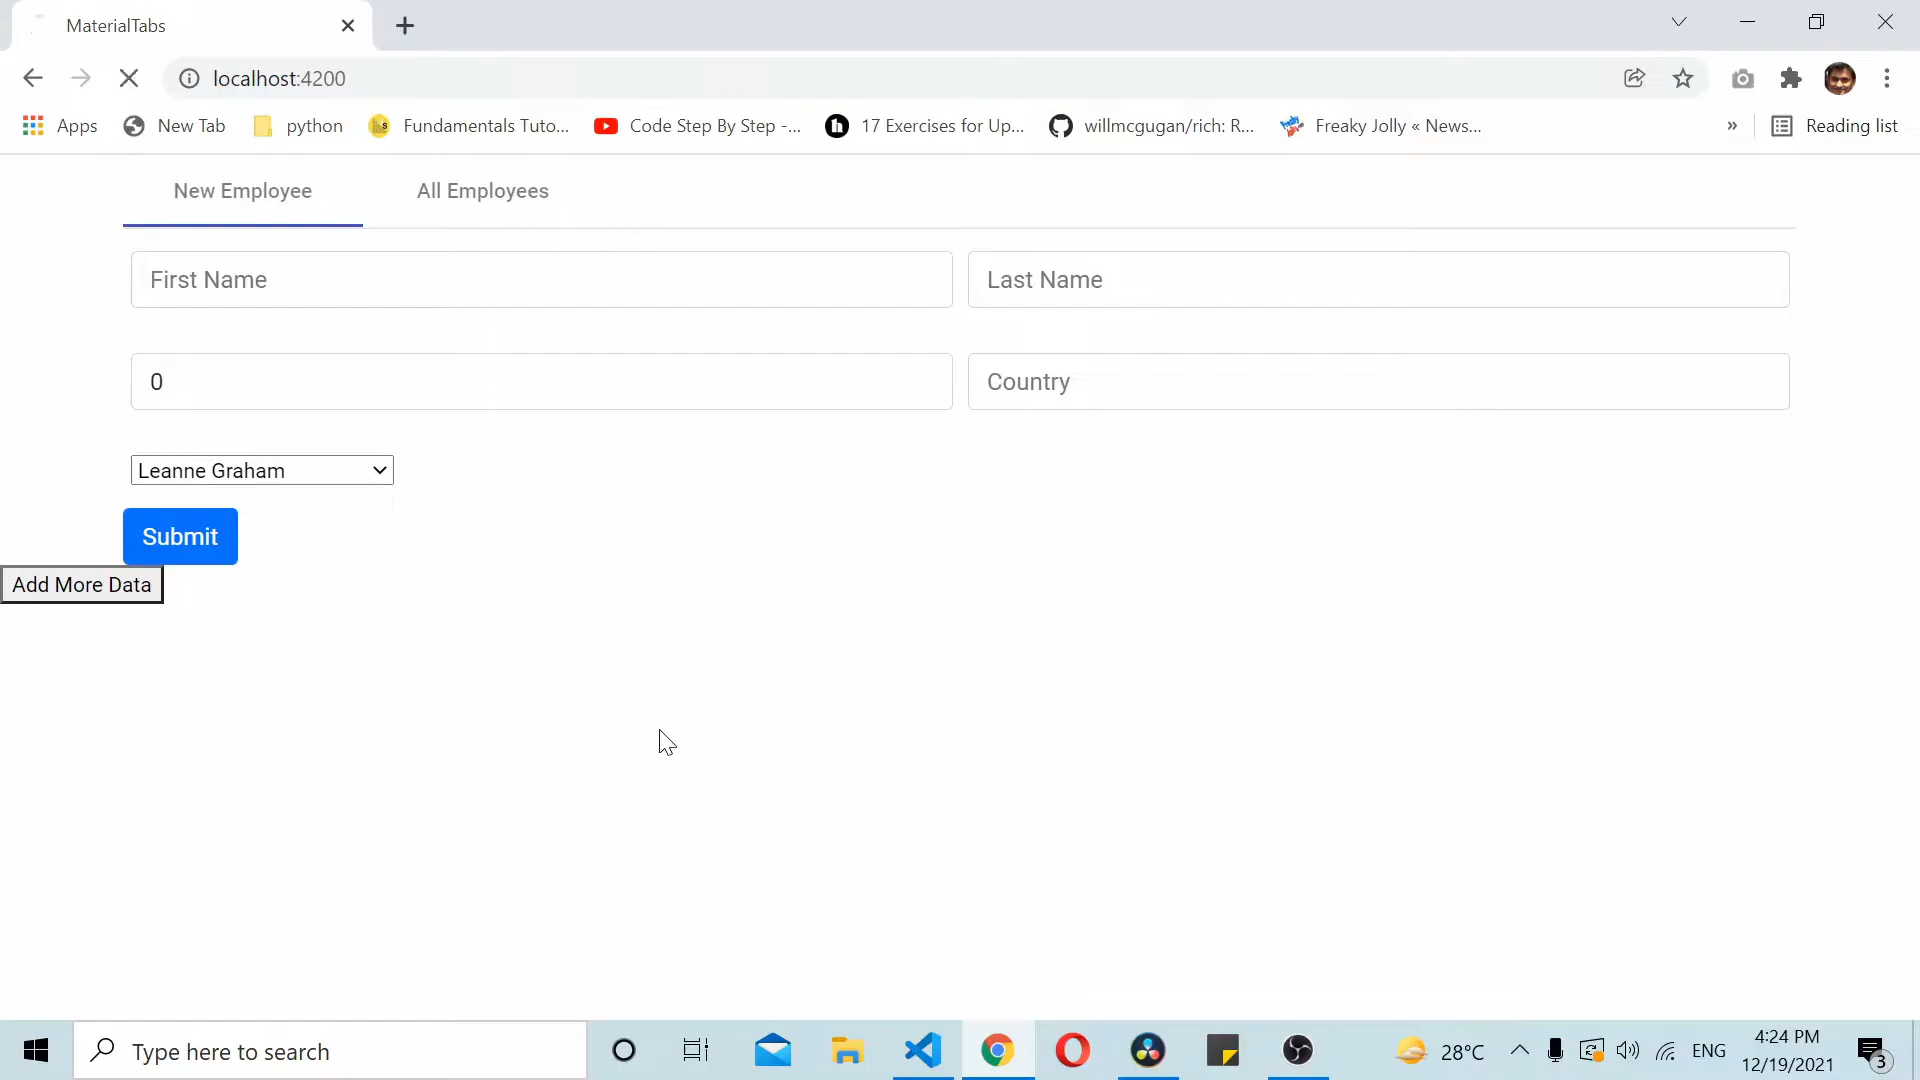 MaterialTabs
localhost:4200
Apps New Tab python Fundamentals Tuto... Code Step By Step -... 17 Exercises for Up... willmcgugan/rich: R... Freaky Jolly « News... » Reading list
New Employee All Employees
First Name Last Name
0 Country
Leanne Graham
Submit
Add More Data
Type here to search 28°C ENG 4:24 PM
12/19/2021 3